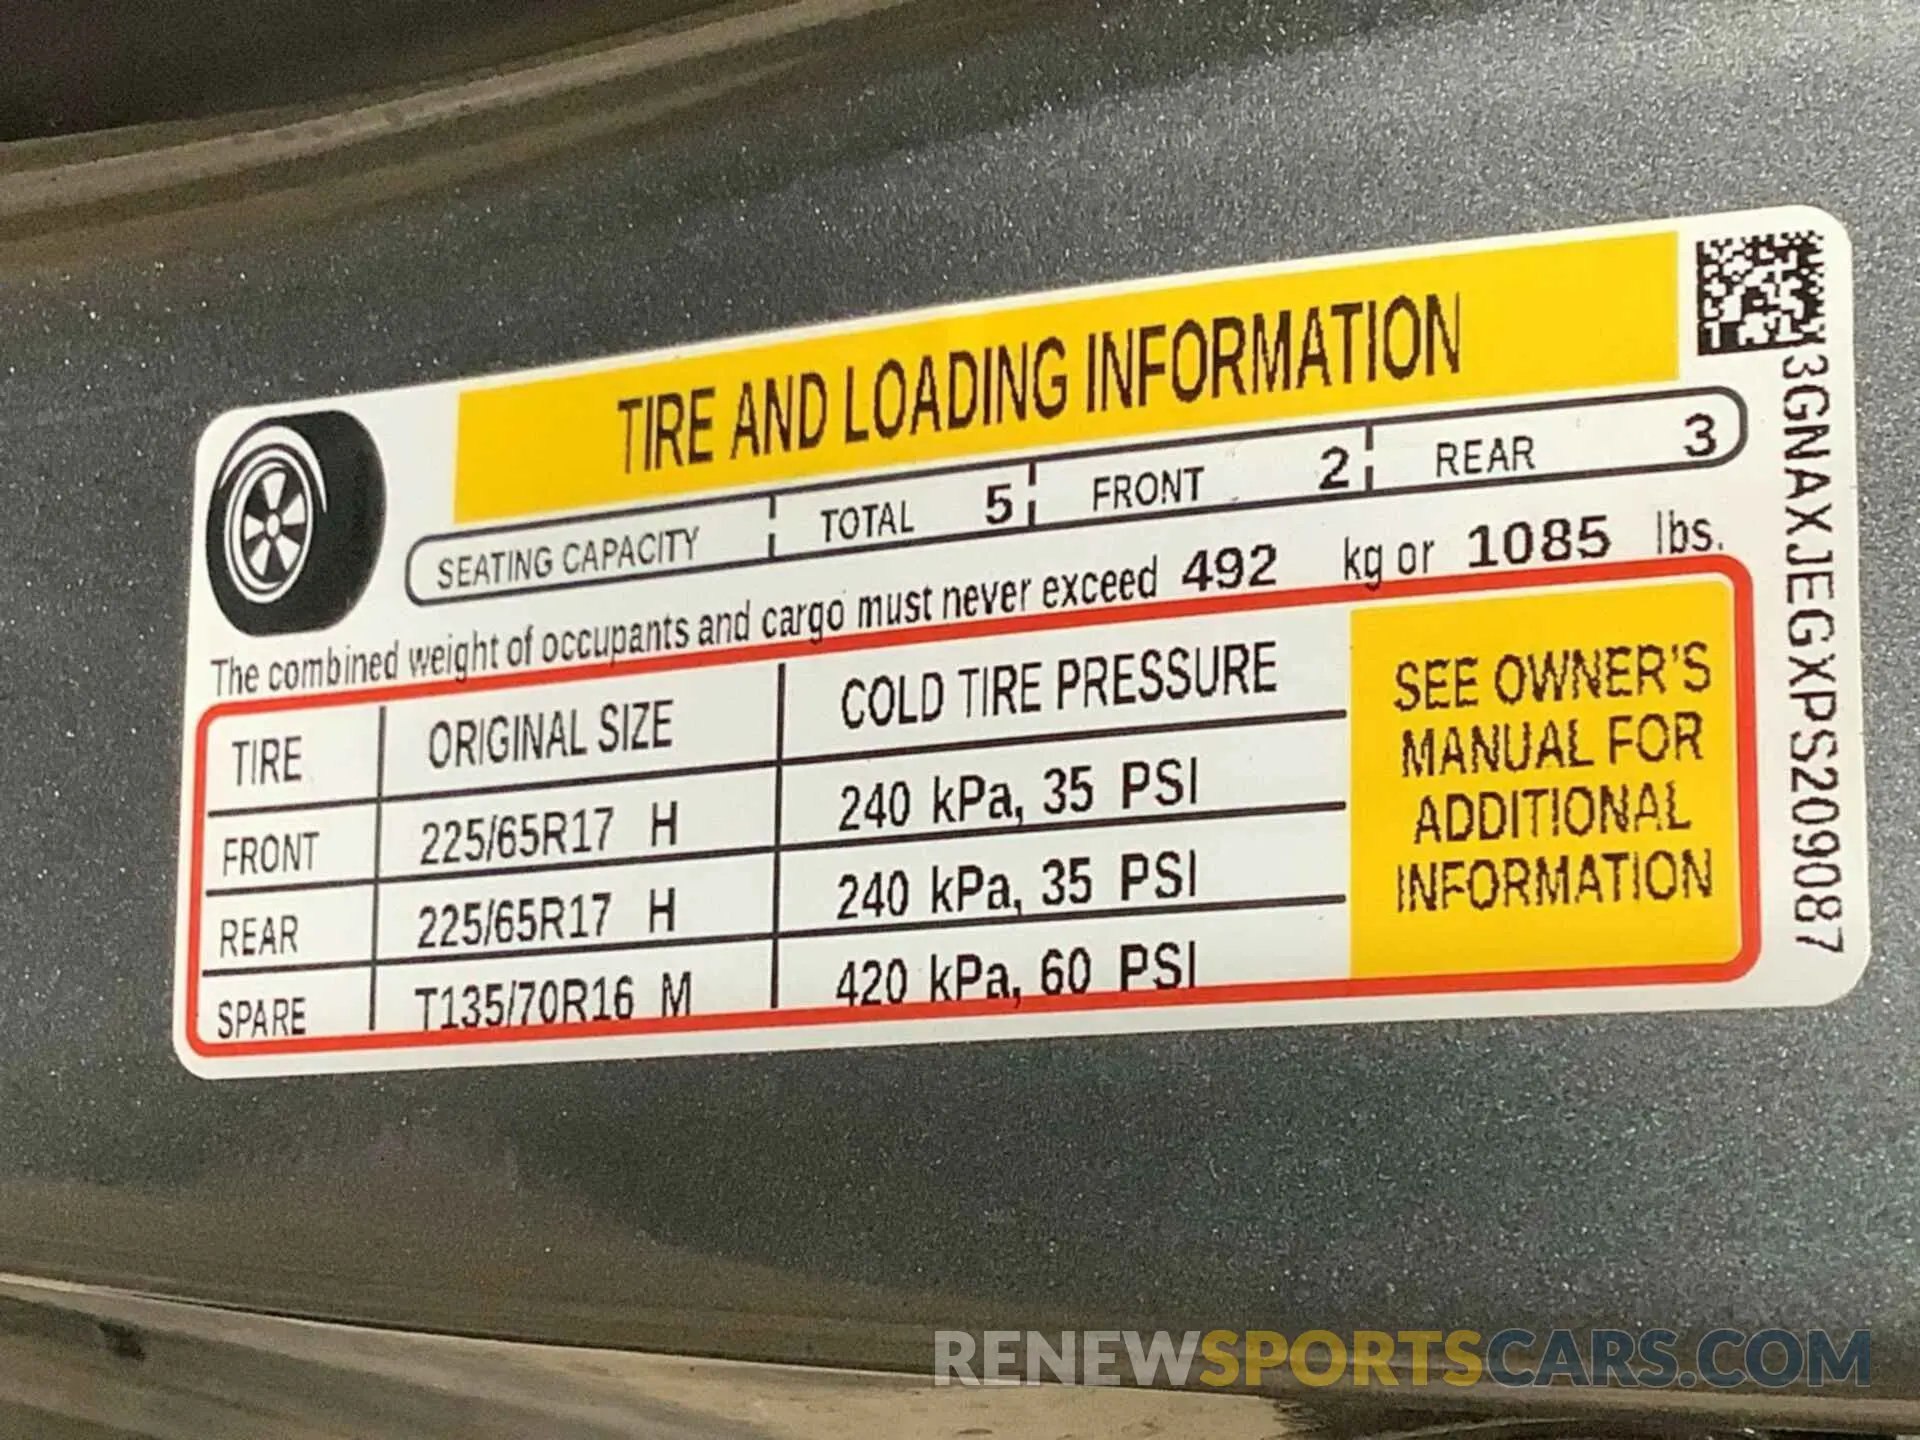 TIRE AND LOADING INFORMATION
SEATING CAPACITY TOTAL 5 FRONT 2 REAR 3
The combined weight of occupants and cargo must never exceed 492 kg or 1085 lbs.
TIRE ORIGINAL SIZE COLD TIRE PRESSURE
FRONT 225/65R17 H 240 kPa, 35 PSI
REAR 225/65R17 H 240 kPa, 35 PSI
SPARE T135/70R16 M 420 kPa, 60 PSI
SEE OWNER'S
MANUAL FOR
ADDITIONAL
INFORMATION
3GNAXJEGXPS209087
RENEWSPORTSCARS.COM